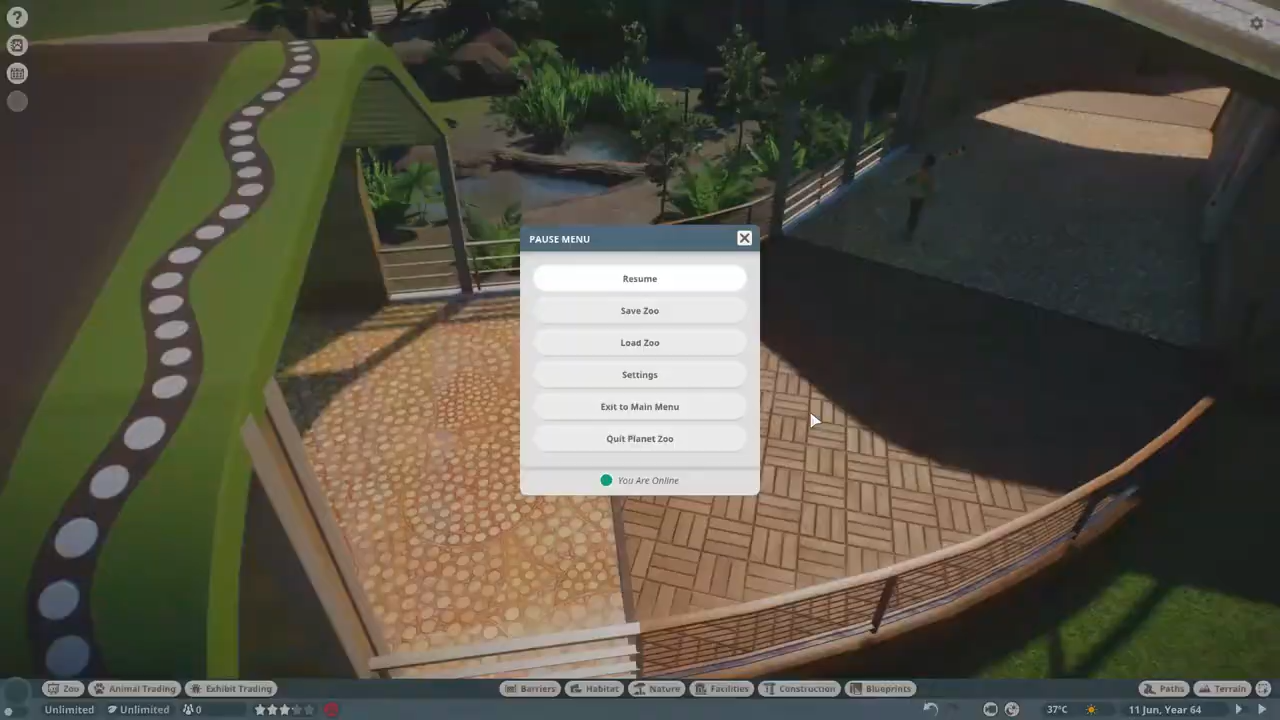 ?
PAUSE MENU
Resume
Save Zoo
Load Zoo
Settings
Exit to Main Menu
Quit Planet Zoo
You Are Online
Zoo Animal Trading Exhibit Trading Barriers Habitat Nature Facilities Construction Blueprints Paths Terrain
Unlimited Unlimited 0 37°C 11 Jun, Year 64